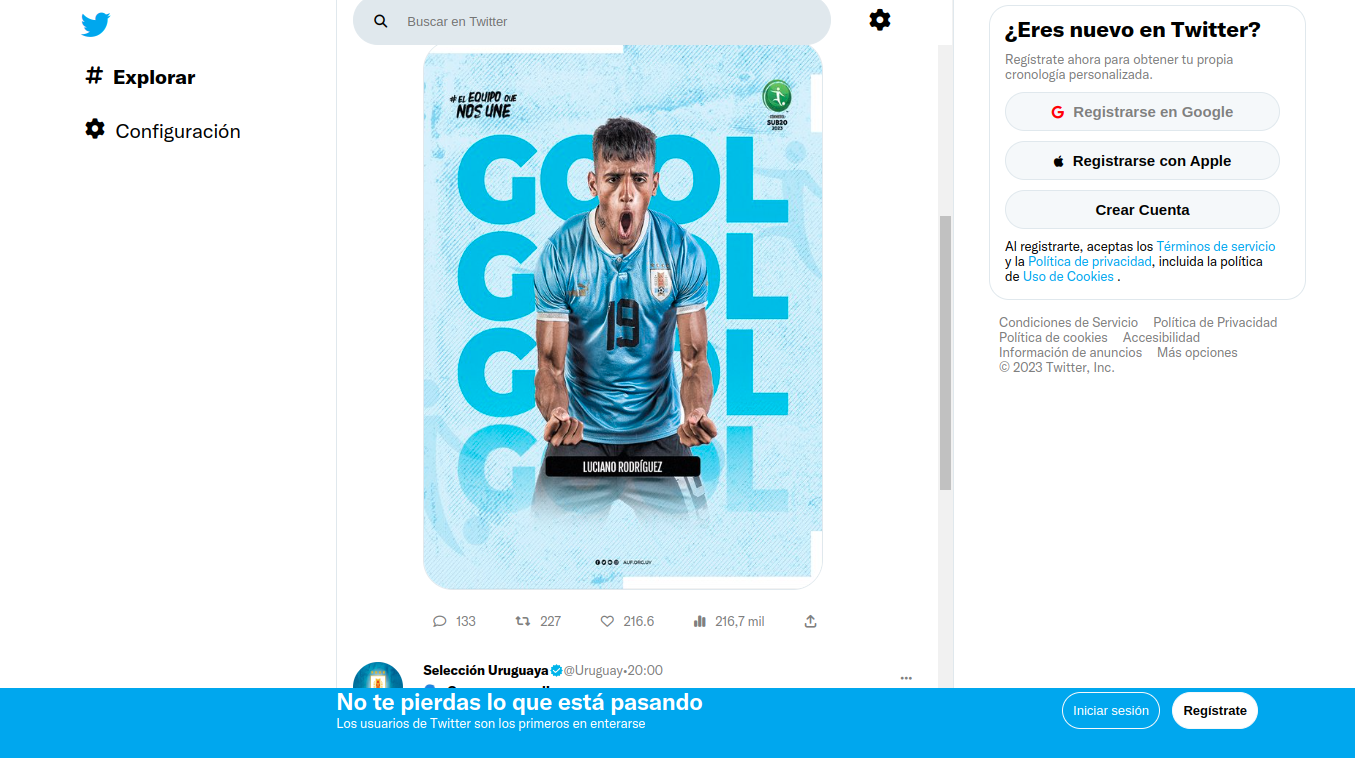 Buscar en Twitter
Explorar
Configuración
#EL EQUIPO QUE
NOS UNE
SUB20
2023
GOOL
GOOL
19
GOOL
GOOL
LUCIANO RODRÍGUEZ
AUF.ORG.UY
133
227
216.6
216,7 mil
Selección Uruguaya @Uruguay•20:00
¿Eres nuevo en Twitter?
Regístrate ahora para obtener tu propia
cronología personalizada.
Registrarse en Google
Registrarse con Apple
Crear Cuenta
Al registrarte, aceptas los Términos de servicio
y la Política de privacidad, incluida la política
de Uso de Cookies .
Condiciones de Servicio Política de Privacidad
Política de cookies Accesibilidad
Información de anuncios Más opciones
© 2023 Twitter, Inc.
No te pierdas lo que está pasando
Los usuarios de Twitter son los primeros en enterarse
Iniciar sesión
Regístrate